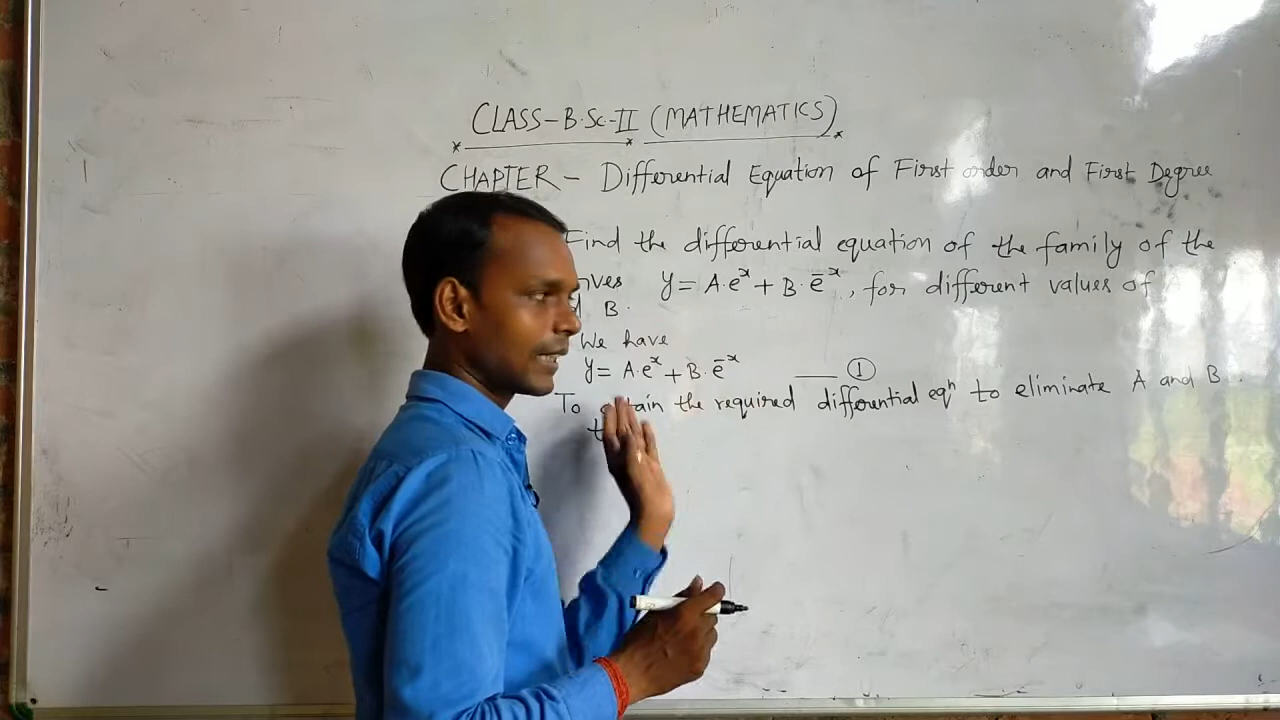 CLASS-B.Sc-II (MATHEMATICS)
CHAPTER - Differential Equation of First order and First Degree
Find the differential equation of the family of the
y = A.e^x + B.e^-x, for different values of A
B.
We have
y = A.e^x + B.e^-x —— ①
To the required differential eqⁿ to eliminate A and B.